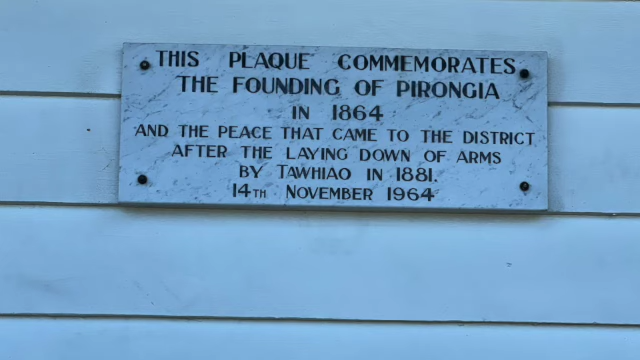 THIS PLAQUE COMMEMORATES
THE FOUNDING OF PIRONGIA
IN 1864
AND THE PEACE THAT CAME TO THE DISTRICT
AFTER THE LAYING DOWN OF ARMS
BY TAWHIAO IN 1881.
14TH NOVEMBER 1964